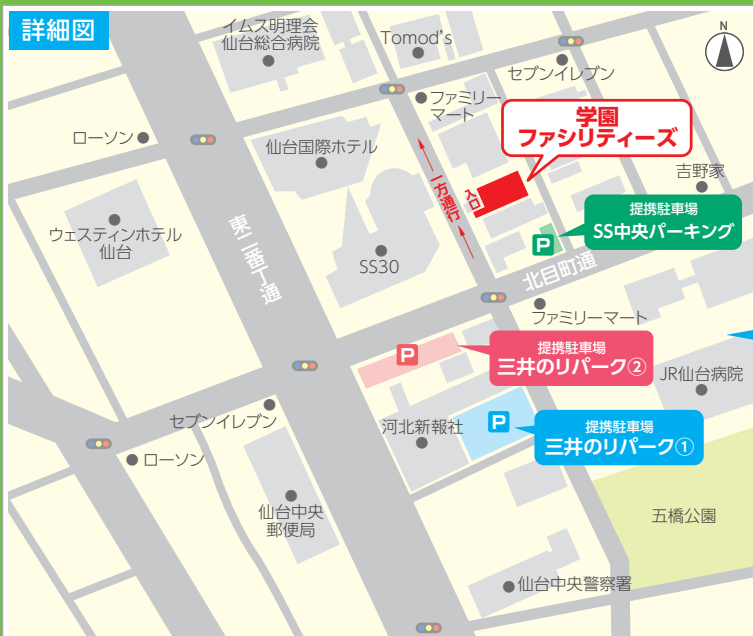 詳細図
イムス明理会
仙台総合病院
Tomod's
N
セブンイレブン
ファミリー
マート
学園
ファシリティーズ
ローソン
仙台国際ホテル
一方通行
入口
吉野家
提携駐車場
SS中央パーキング
P
ウェスティンホテル
仙台
東二番丁通
SS30
北目町通
ファミリーマート
P
提携駐車場
三井のリパーク②
JR仙台病院
セブンイレブン
河北新報社
P
提携駐車場
三井のリパーク①
ローソン
仙台中央
郵便局
五橋公園
仙台中央警察署